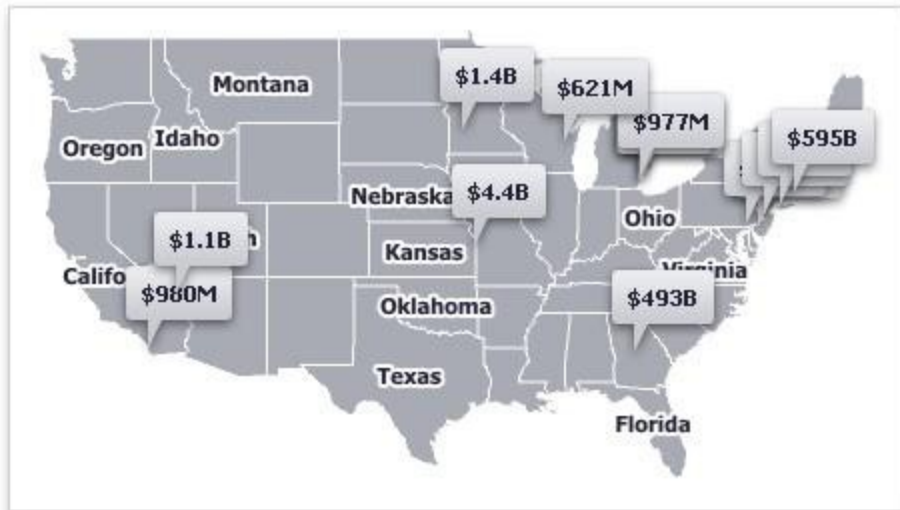 $1.4B
Montana
$621M
$977M
$595B
Idaho
Oregon
Nebraska
$4.4B
Ohio
$1.1B
Kansas
Virginia
Califo
$980M
$493B
Oklahoma
Texas
Florida